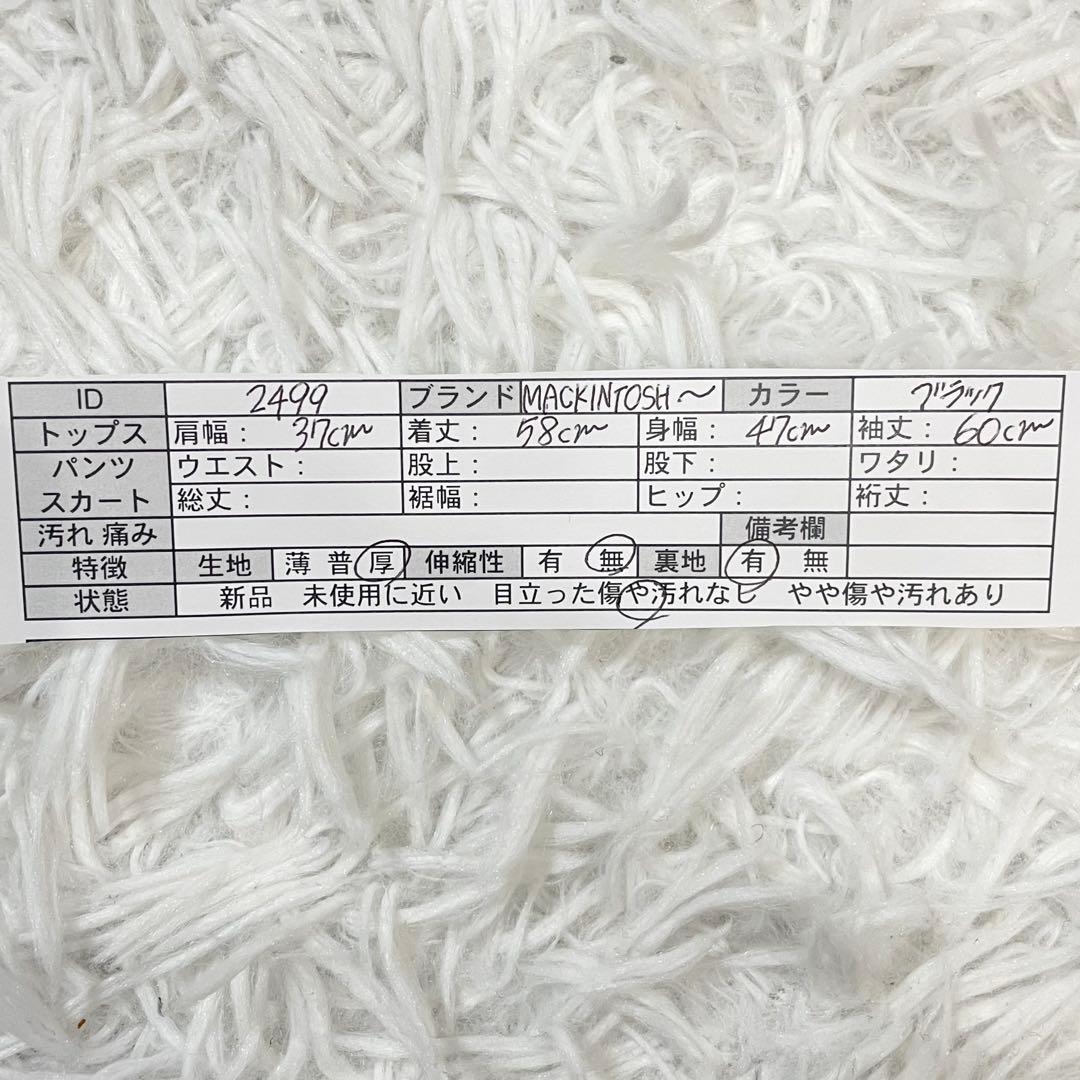 ID 2499 ブランド MACKINTOSH～ カラー ブラック
トップス 肩幅： 37cm 着丈： 58cm 身幅： 47cm 袖丈： 60cm
パンツ ウエスト： 股上： 股下： ワタリ：
スカート 総丈： 裾幅： ヒップ： 裄丈：
汚れ 痛み 備考欄
特徴 生地 薄 普 厚 伸縮性 有 無 裏地 有 無
状態 新品 未使用に近い 目立った傷や汚れなし やや傷や汚れあり